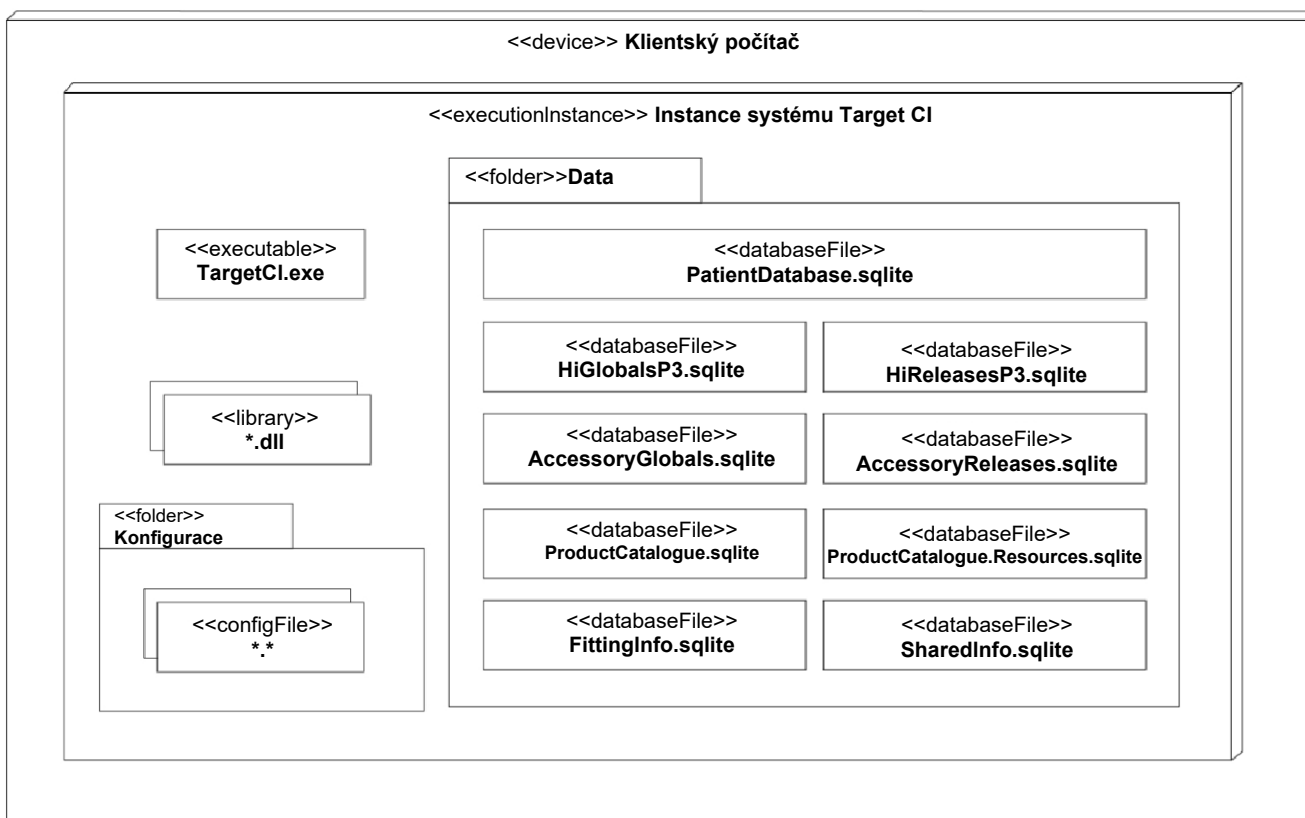 <<device>> Klientský počítač
<<executionInstance>> Instance systému Target CI
<<folder>>Data
<<executable>>
TargetCI.exe
<<library>>
*.dll
<<folder>>
Konfigurace
<<configFile>>
*.*
<<databaseFile>>
PatientDatabase.sqlite
<<databaseFile>>
HiGlobalsP3.sqlite
<<databaseFile>>
HiReleasesP3.sqlite
<<databaseFile>>
AccessoryGlobals.sqlite
<<databaseFile>>
AccessoryReleases.sqlite
<<databaseFile>>
ProductCatalogue.sqlite
<<databaseFile>>
ProductCatalogue.Resources.sqlite
<<databaseFile>>
FittingInfo.sqlite
<<databaseFile>>
SharedInfo.sqlite